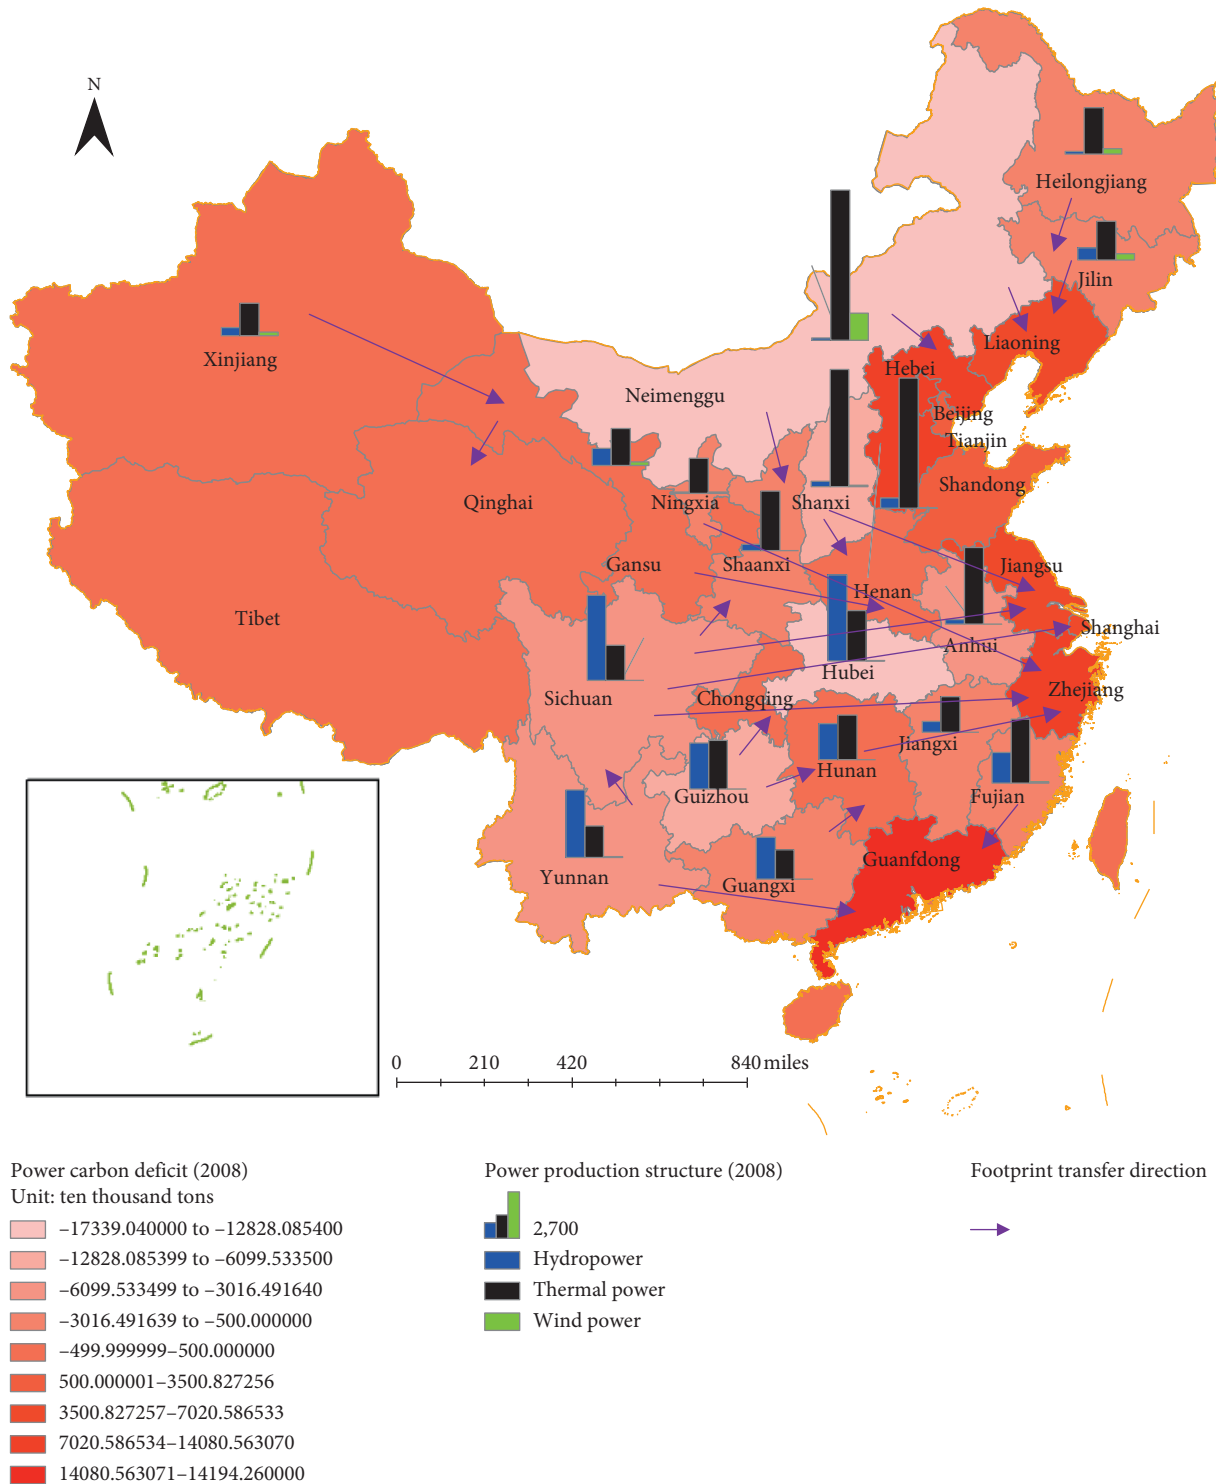 N
Heilongjiang
Jilin
Liaoning
Xinjiang
Hebei
Neimenggu
Beijing
Tianjin
Shandong
Qinghai
Ningxia
Shanxi
Gansu
Shaanxi
Jiangsu
Henan
Tibet
Shanghai
Anhui
Hubei
Sichuan
Chongqing
Zhejiang
Jiangxi
Hunan
Guizhou
Fujian
Guanfdong
Yunnan
Guangxi
0 210 420 840 miles
Power carbon deficit (2008)
Unit: ten thousand tons
–17339.040000 to –12828.085400
–12828.085399 to –6099.533500
–6099.533499 to –3016.491640
–3016.491639 to –500.000000
–499.999999–500.000000
500.000001–3500.827256
3500.827257–7020.586533
7020.586534–14080.563070
14080.563071–14194.260000
Power production structure (2008)
2,700
Hydropower
Thermal power
Wind power
Footprint transfer direction